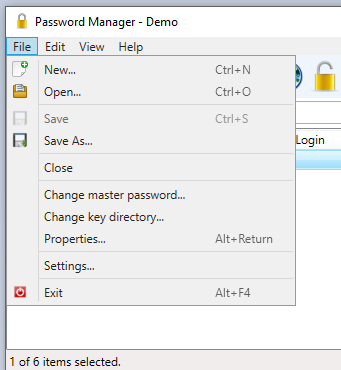 Password Manager - Demo
File Edit View Help
New... Ctrl+N
Open... Ctrl+O
Save Ctrl+S
Login
Save As...
Close
Change master password...
Change key directory...
Properties... Alt+Return
Settings...
Exit Alt+F4
1 of 6 items selected.